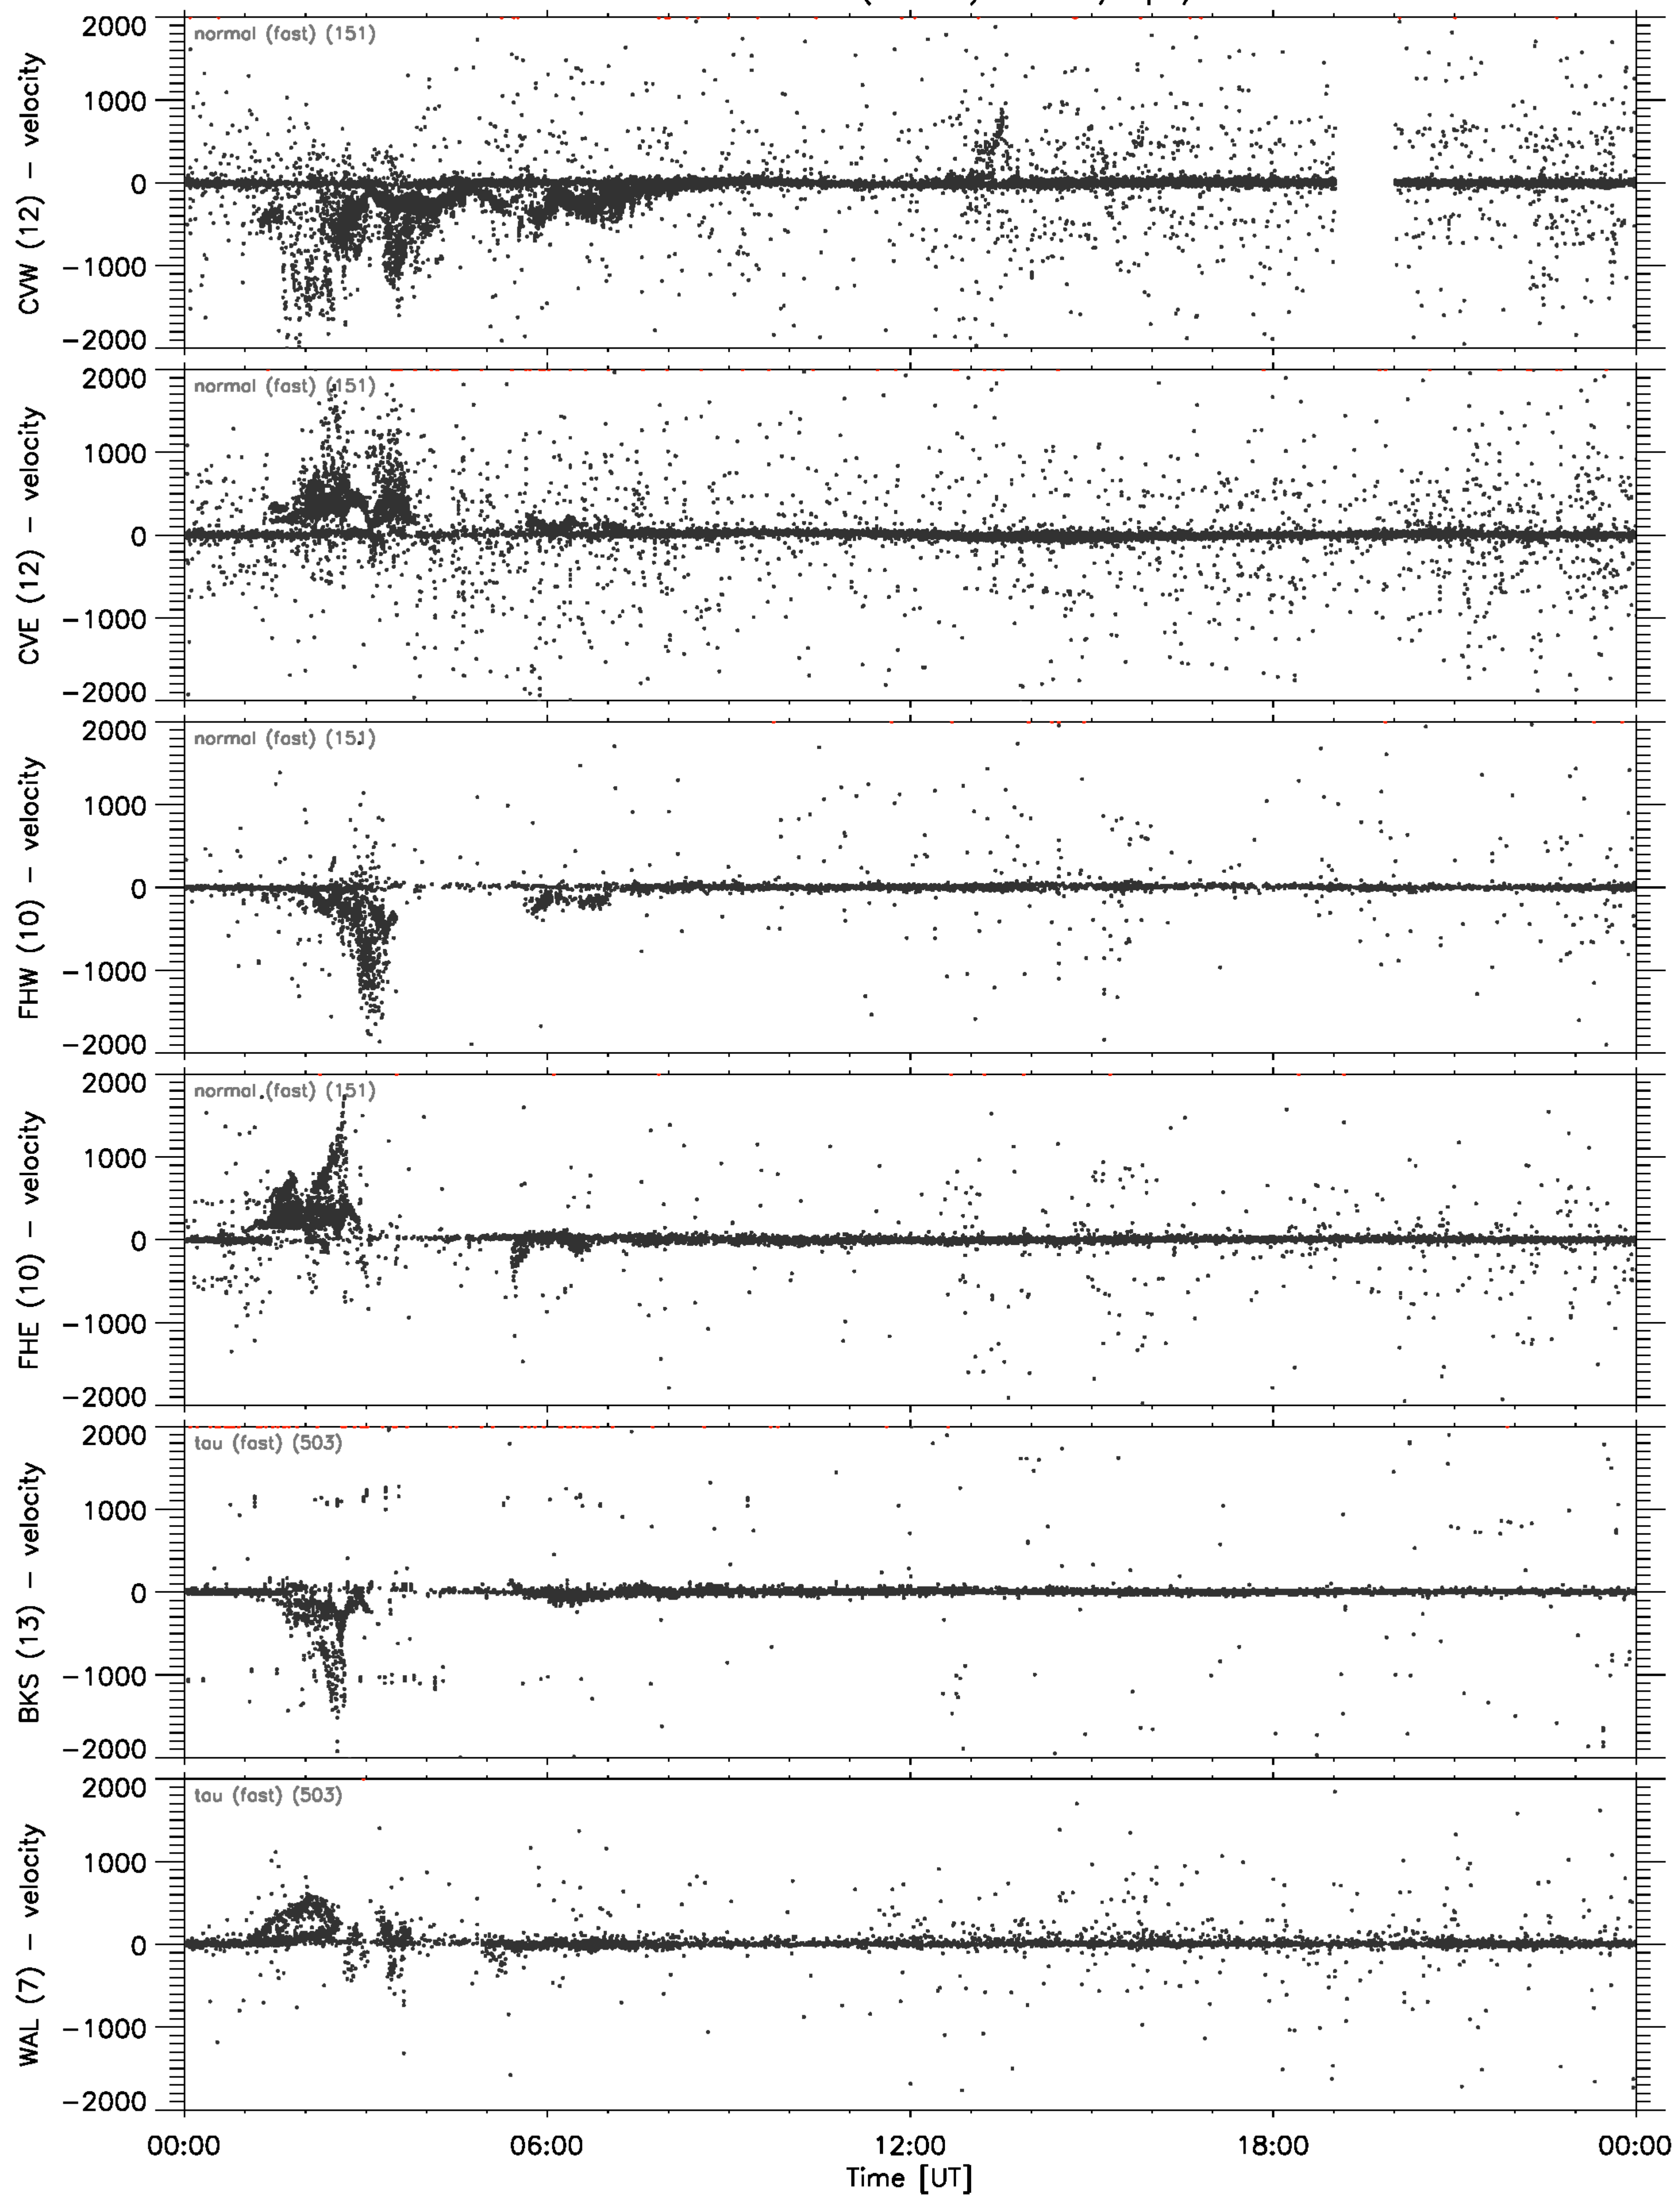 2000
normal (fast) (151)
1000
0
−1000
−2000
CVW (12) − velocity
2000
normal (fast) (151)
1000
0
−1000
−2000
CVE (12) − velocity
2000
normal (fast) (151)
1000
0
−1000
−2000
FHW (10) − velocity
2000
normal (fast) (151)
1000
0
−1000
−2000
FHE (10) − velocity
2000
tau (fast) (503)
1000
0
−1000
−2000
BKS (13) − velocity
2000
tau (fast) (503)
1000
0
−1000
−2000
WAL (7) − velocity
00:00 06:00 12:00 18:00 00:00
Time [UT]